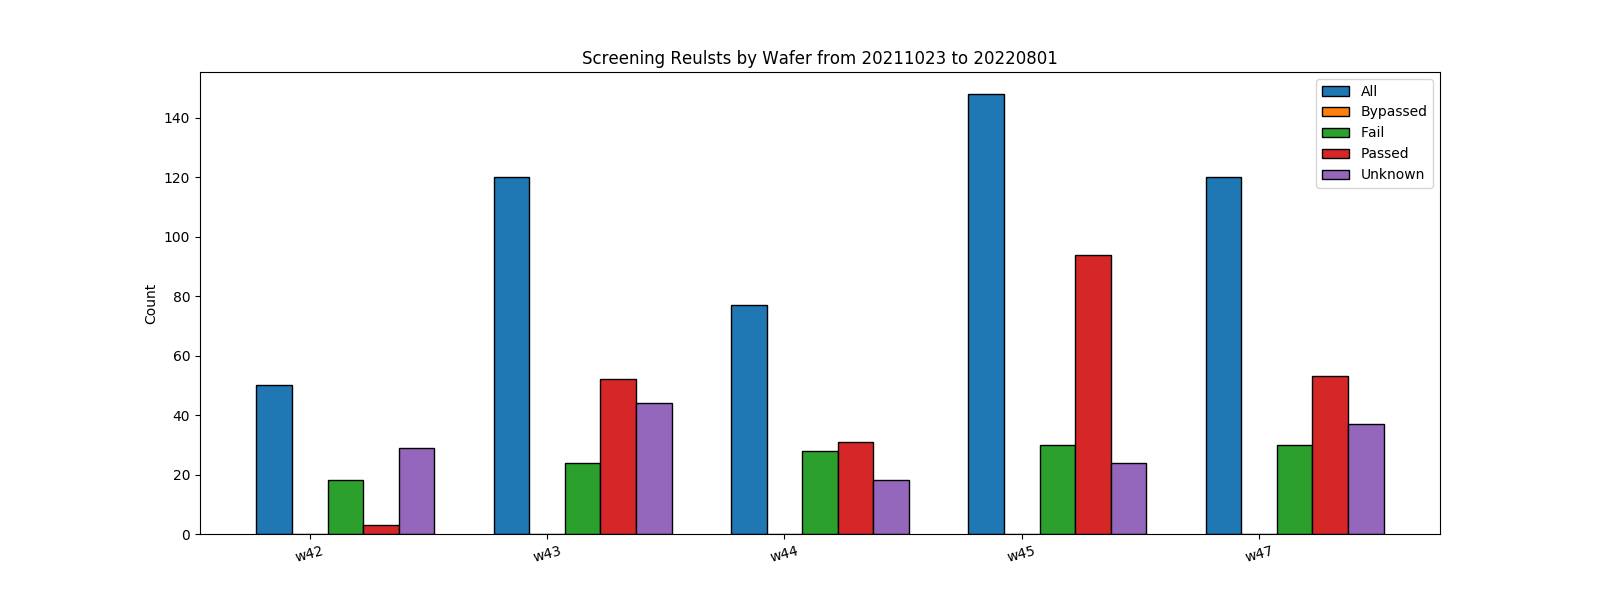 Screening Reulsts by Wafer from 20211023 to 20220801
All
Bypassed
Fail
Passed
Unknown
Count
140
120
100
80
60
40
20
0
w42
w43
w44
w45
w47